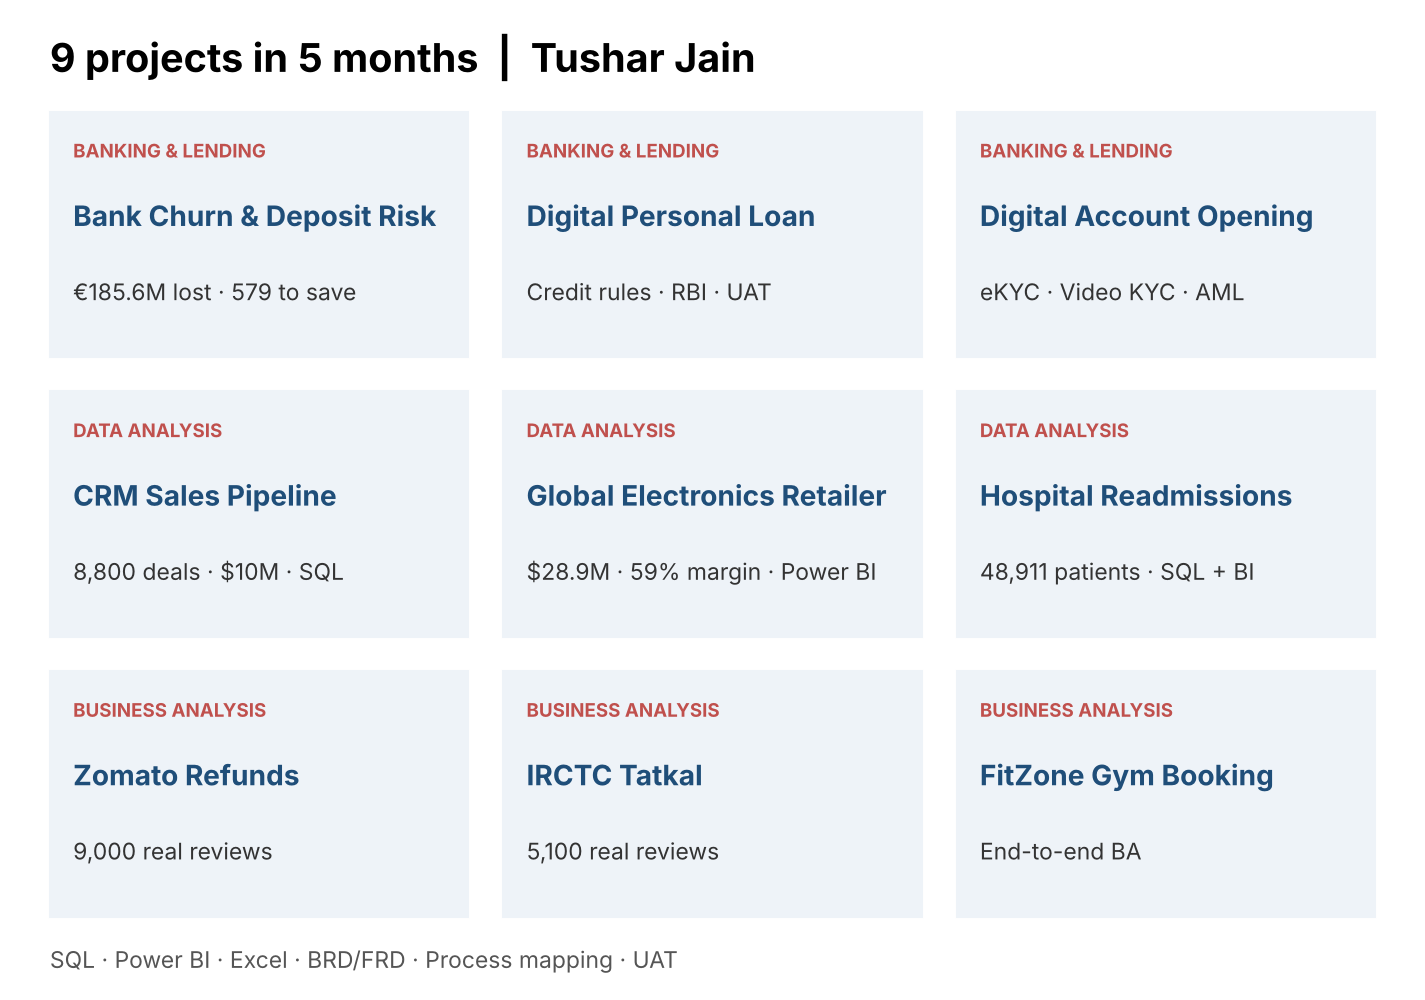 9 projects in 5 months | Tushar Jain
BANKING & LENDING
Bank Churn & Deposit Risk
€185.6M lost · 579 to save
BANKING & LENDING
Digital Personal Loan
Credit rules · RBI · UAT
BANKING & LENDING
Digital Account Opening
eKYC · Video KYC · AML
DATA ANALYSIS
CRM Sales Pipeline
8,800 deals · $10M · SQL
DATA ANALYSIS
Global Electronics Retailer
$28.9M · 59% margin · Power BI
DATA ANALYSIS
Hospital Readmissions
48,911 patients · SQL + BI
BUSINESS ANALYSIS
Zomato Refunds
9,000 real reviews
BUSINESS ANALYSIS
IRCTC Tatkal
5,100 real reviews
BUSINESS ANALYSIS
FitZone Gym Booking
End-to-end BA
SQL · Power BI · Excel · BRD/FRD · Process mapping · UAT